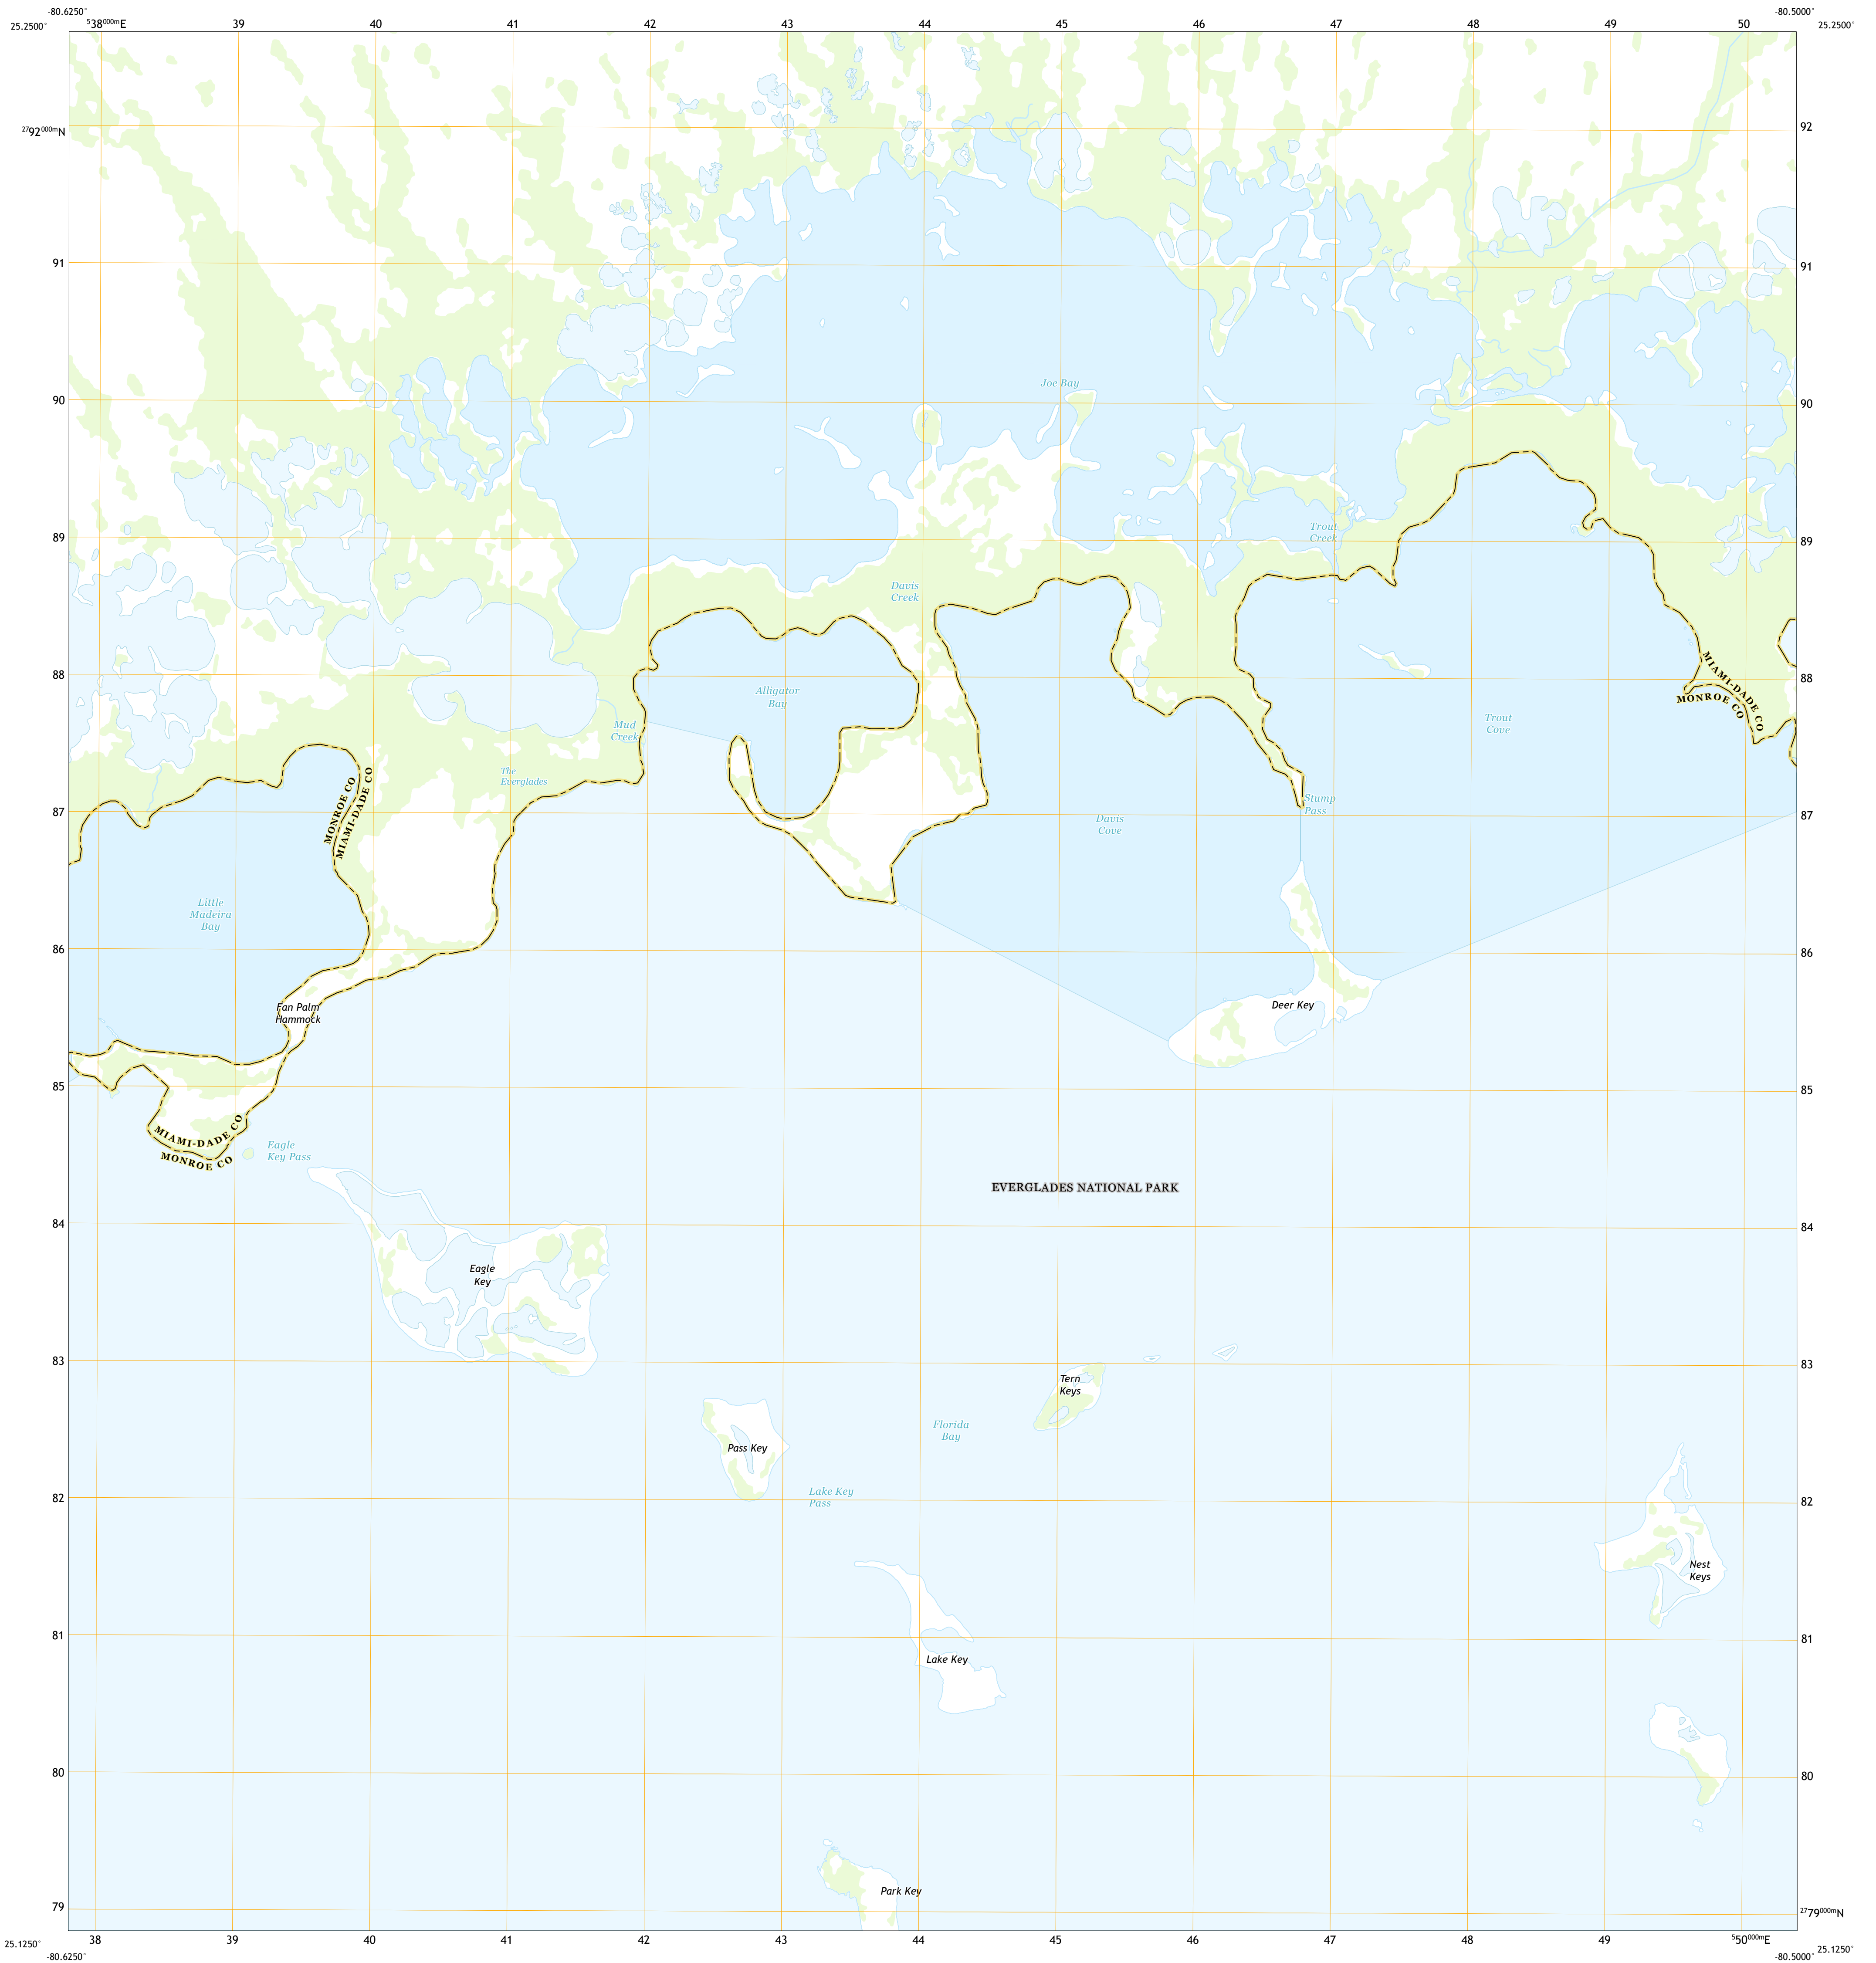 -80.6250°
-80.5000°
25.2500°
⁵38⁰⁰⁰ᵐE
39
40
41
42
43
44
45
46
47
48
49
50
25.2500°
²⁷92⁰⁰⁰ᵐN
92
91
91
Joe Bay
90
90
Trout
Creek
89
89
Davis
Creek
MIAMI-DADE CO
MONROE CO
88
88
Alligator
Bay
Mud
Creek
Trout
Cove
The
Everglades
MONROE CO
MIAMI-DADE CO
Stump
Pass
87
87
Davis
Cove
Little
Madeira
Bay
86
86
Fan Palm
Hammock
Deer Key
85
85
MIAMI-DADE CO
MONROE CO
Eagle
Key Pass
EVERGLADES NATIONAL PARK
84
84
Eagle
Key
83
83
Tern
Keys
Florida
Bay
Pass Key
Lake Key
Pass
82
82
Nest
Keys
81
81
Lake Key
80
80
Park Key
79
²⁷79⁰⁰⁰ᵐN
25.1250°
38
39
40
41
42
43
44
45
46
47
48
49
⁵50⁰⁰⁰ᵐE
25.1250°
-80.6250°
-80.5000°